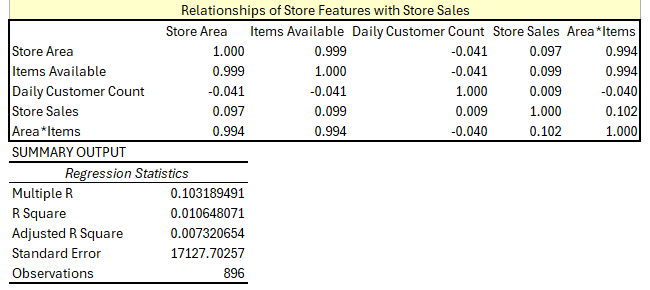 Relationships of Store Features with Store Sales
Store Area Items Available Daily Customer Count Store Sales Area*Items
Store Area 1.000 0.999 -0.041 0.097 0.994
Items Available 0.999 1.000 -0.041 0.099 0.994
Daily Customer Count -0.041 -0.041 1.000 0.009 -0.040
Store Sales 0.097 0.099 0.009 1.000 0.102
Area*Items 0.994 0.994 -0.040 0.102 1.000
SUMMARY OUTPUT
Regression Statistics
Multiple R 0.103189491
R Square 0.010648071
Adjusted R Square 0.007320654
Standard Error 17127.70257
Observations 896